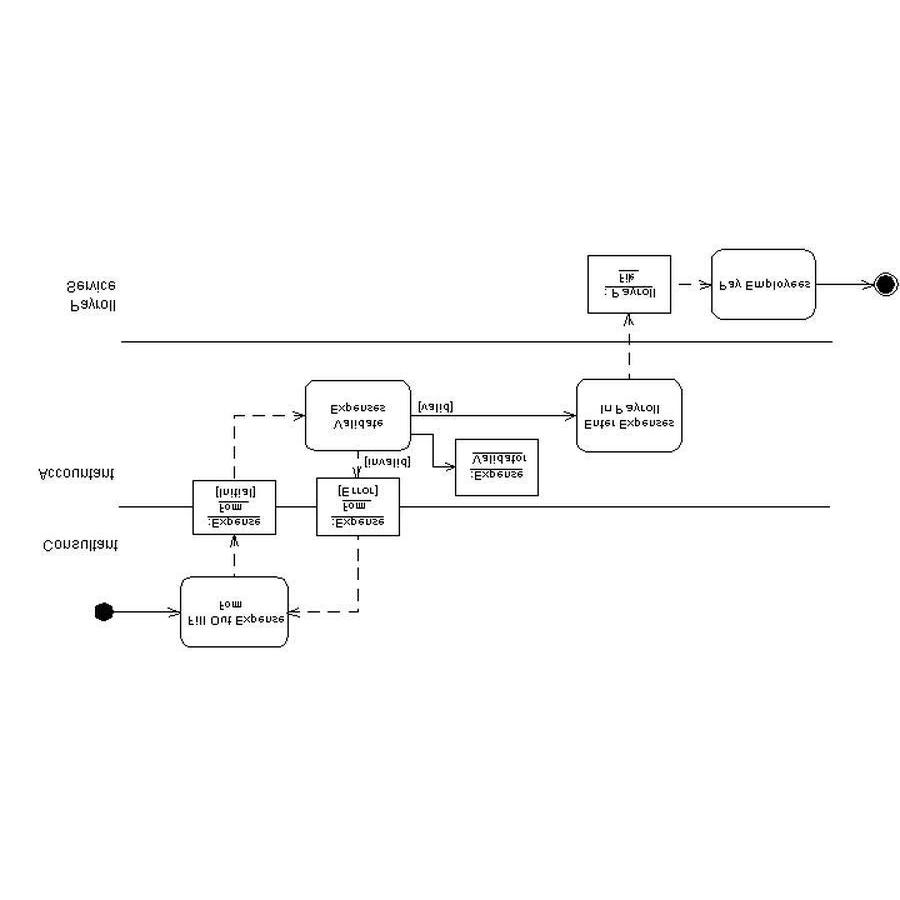 Fill Out Expense
Form
Consultant
:Expense
Form
[Initial]
:Expense
Form
[Error]
Accountant
[invalid]
:Expense
Validator
Validate
Expenses
[valid]
Enter Expenses
In Payroll
Payroll
Service
: Payroll
File
Pay Employees